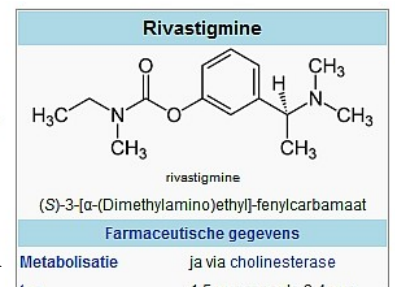 Rivastigmine
O
H
CH₃
H₃C
N
O
N
CH₃
CH₃
CH₃
rivastigmine
(S)-3-[α-(Dimethylamino)ethyl]-fenylcarbamaat
Farmaceutische gegevens
Metabolisatie ja via cholinesterase